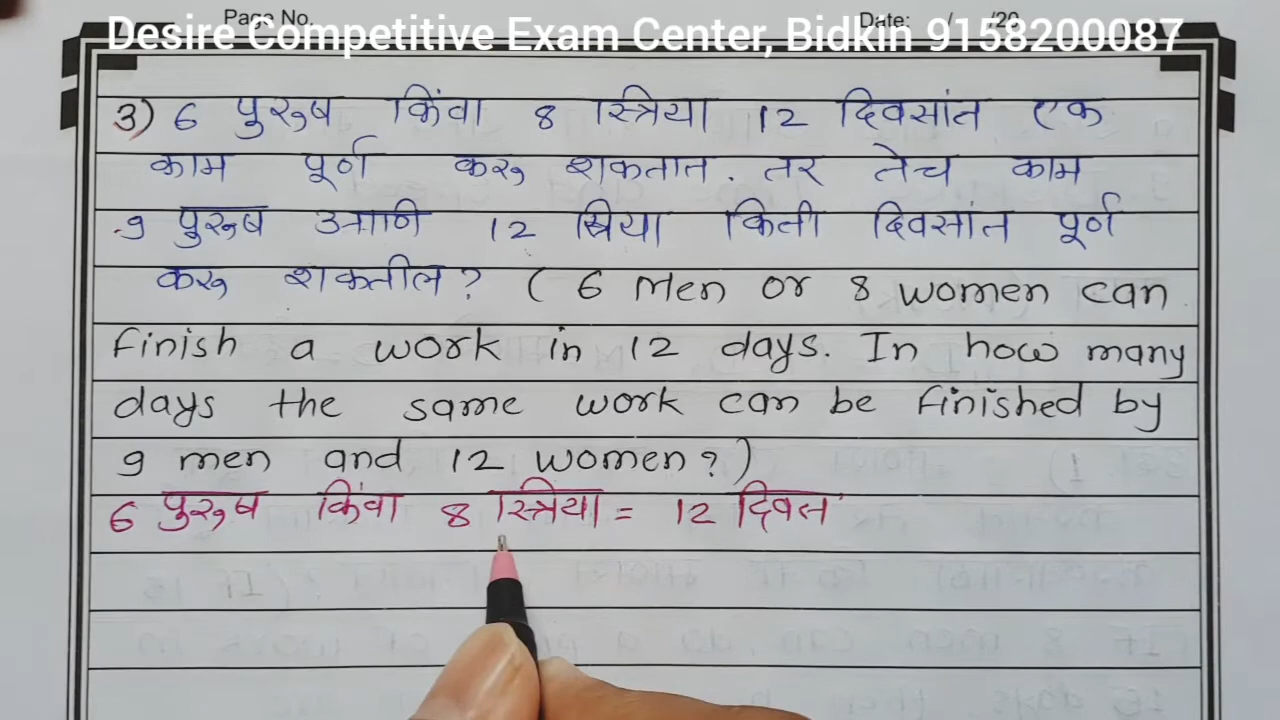 Page No.
Date: / /20
Desire Competitive Exam Center, Bidkin 9158200087
3) 6 पुरुष किंवा 8 स्त्रिया 12 दिवसांत एक
काम पूर्ण करू शकतात. तर तेच काम
9 पुरुष आणि 12 स्रिया किती दिवसांत पूर्ण
करू शकतील? ( 6 Men or 8 women can
finish a work in 12 days. In how many
days the same work can be finished by
9 men and 12 women?)
6 पुरुष किंवा 8 स्त्रिया = 12 दिवस